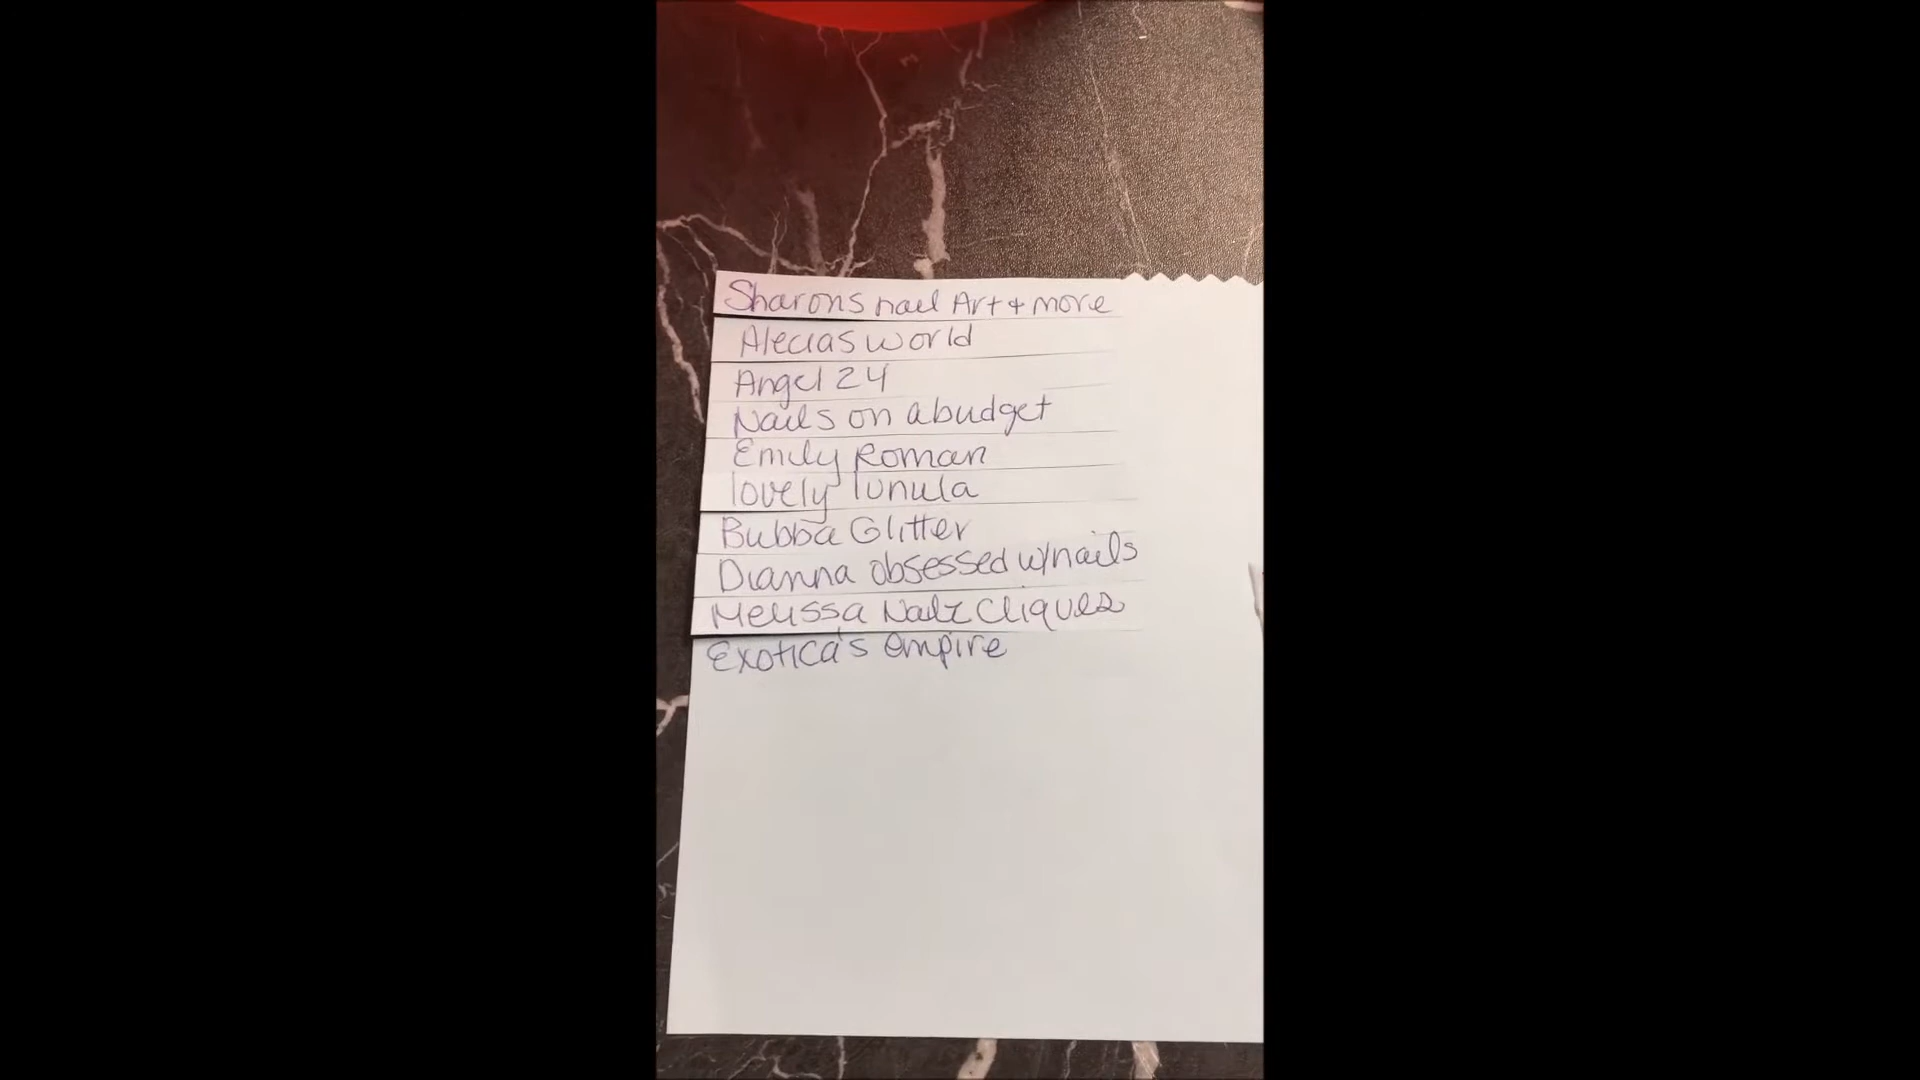 Sharons nail Art + more
Alecias world
Angel 24
Nails on a budget
Emily Roman
lovely lunula
Bubba Glitter
Dianna obsessed w/nails
Melissa Nailz Cliques
Exotica's empire